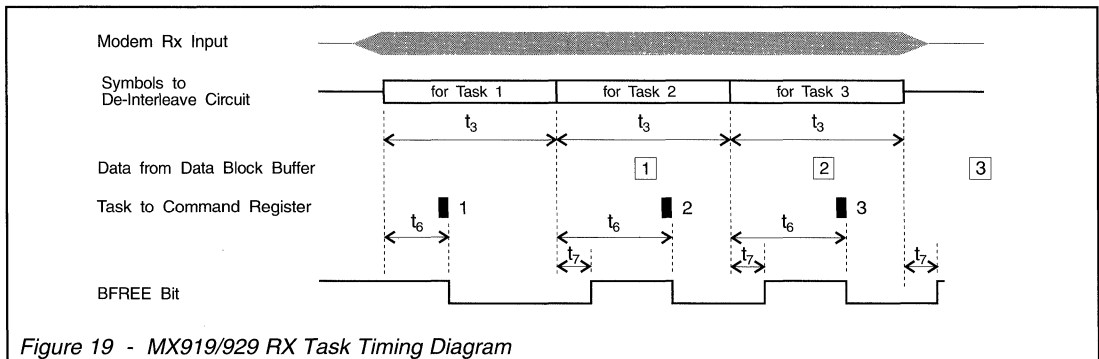 Modem Rx Input
Symbols to
De-Interleave Circuit
for Task 1 for Task 2 for Task 3
t3 t3 t3
Data from Data Block Buffer 1 2 3
Task to Command Register 1 2 3
t6 t6 t6
t7 t7 t7
BFREE Bit
Figure 19 - MX919/929 RX Task Timing Diagram